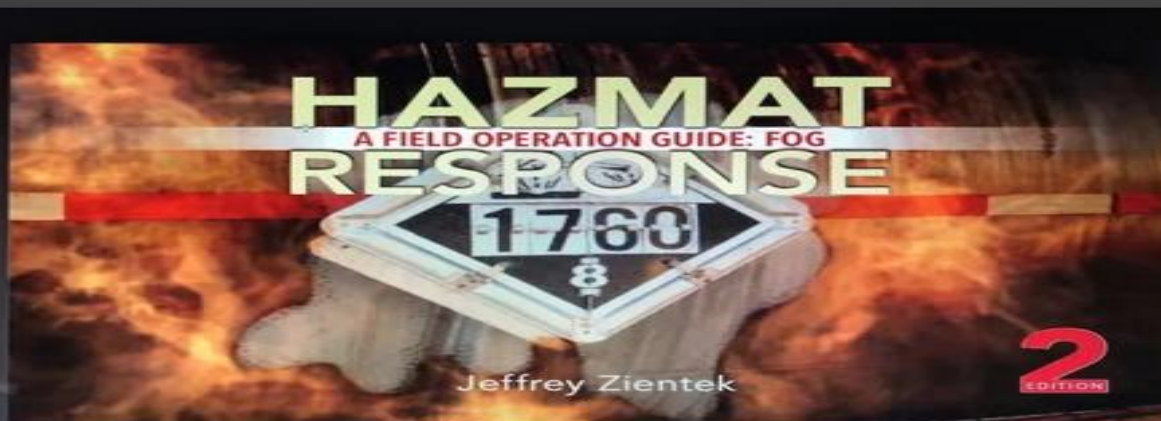 HAZMAT
A FIELD OPERATION GUIDE: FOG
RESPONSE
1760
8
Jeffrey Zientek
2
EDITION